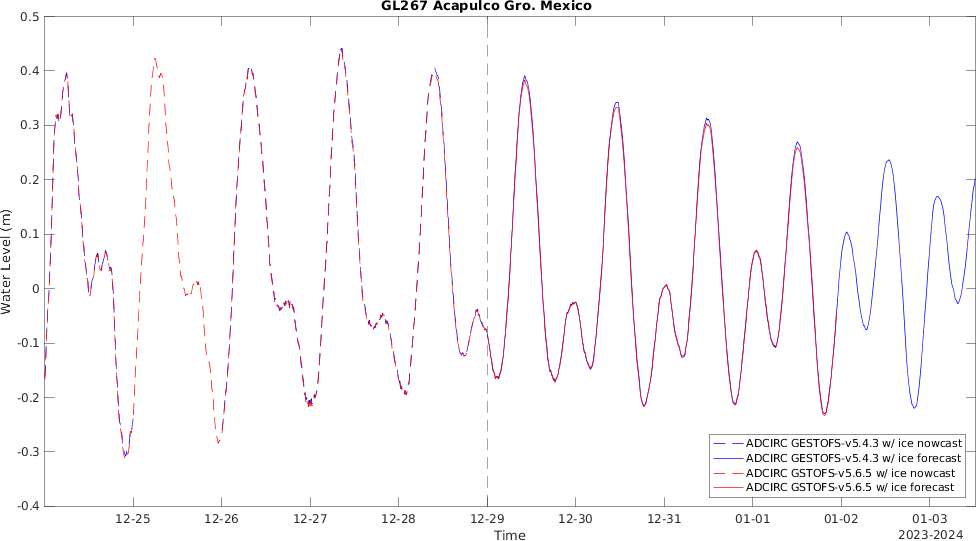 GL267 Acapulco Gro. Mexico
0.5
0.4
0.3
0.2
0.1
0
-0.1
-0.2
-0.3
-0.4
Water Level (m)
12-25 12-26 12-27 12-28 12-29 12-30 12-31 01-01 01-02 01-03
Time
2023-2024
ADCIRC GESTOFS-v5.4.3 w/ ice nowcast
ADCIRC GESTOFS-v5.4.3 w/ ice forecast
ADCIRC GSTOFS-v5.6.5 w/ ice nowcast
ADCIRC GSTOFS-v5.6.5 w/ ice forecast